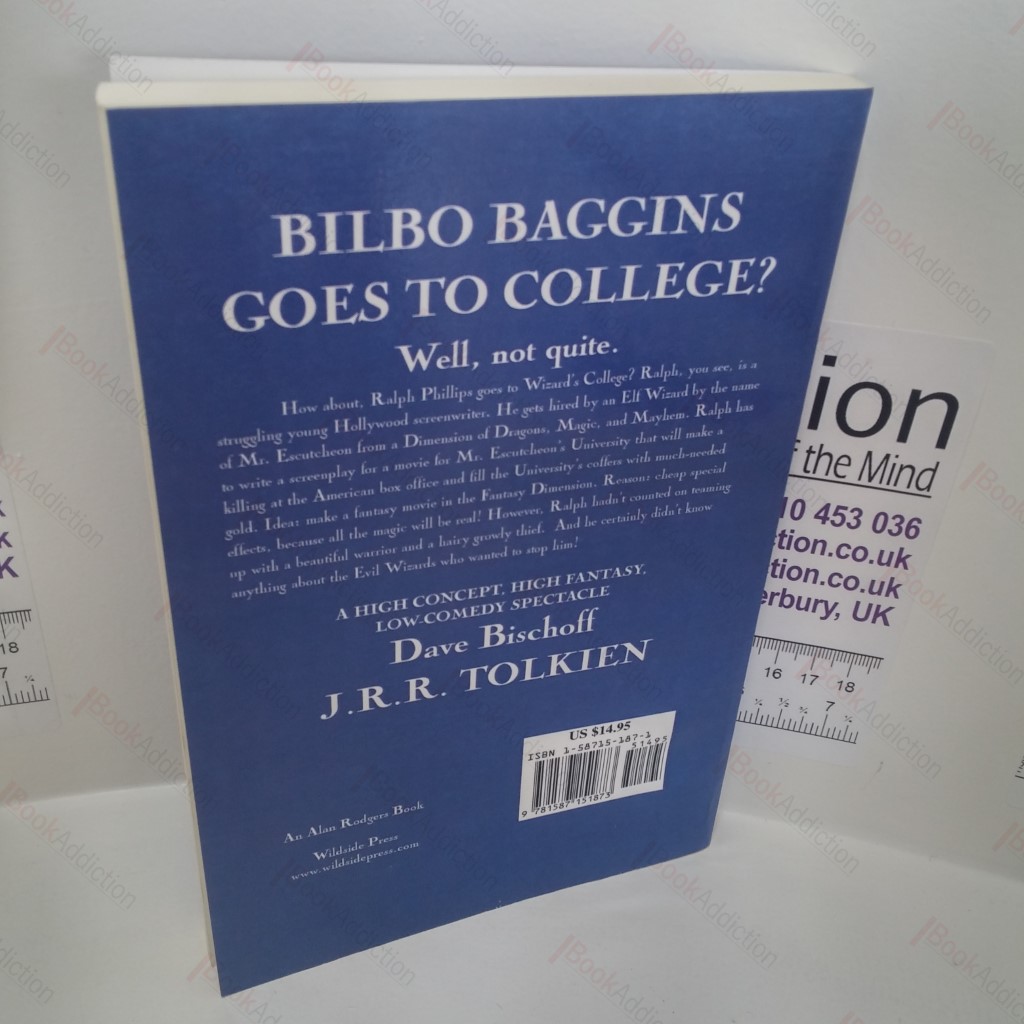 BILBO BAGGINS
GOES TO COLLEGE?
Well, not quite.
How about, Ralph Phillips goes to Wizard's College? Ralph, you see, is a
struggling young Hollywood screenwriter. He gets hired by an Elf Wizard by the name
of Mr. Escutcheon from a Dimension of Dragons, Magic, and Mayhem. Ralph has
to write a screenplay for a movie for Mr. Escutcheon's University that will make a
killing at the American box office and fill the University's coffers with much-needed
gold. Idea: make a fantasy movie in the Fantasy Dimension. Reason: cheap special
effects, because all the magic will be real! However, Ralph hadn't counted on teaming
up with a beautiful warrior and a hairy growly thief. And he certainly didn't know
anything about the Evil Wizards who wanted to stop him!
A HIGH CONCEPT, HIGH FANTASY,
LOW-COMEDY SPECTACLE
Dave Bischoff
J.R.R. TOLKIEN
US $14.95
ISBN 1-58715-187-1
51495
9 781587 151873
An Alan Rodgers Book
Wildside Press
www.wildsidepress.com
ion
f the Mind
10 453 036
ction.co.uk
tion.co.uk
erbury, UK
16 17 18
7 ¼
K
k
K
18
7 ¼
BookAddiction